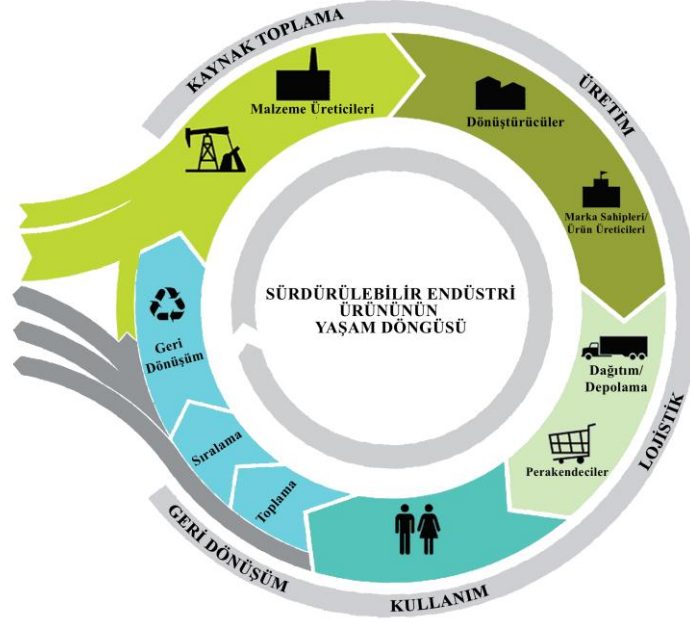 KAYNAK TOPLAMA
Malzeme Üreticileri
ÜRETİM
Dönüştürücüler
Marka Sahipleri/
Ürün Üreticileri
SÜRDÜRÜLEBİLİR ENDÜSTRİ
ÜRÜNÜNÜN
YAŞAM DÖNGÜSÜ
Dağıtım/
Depolama
Perakendeciler
LOJİSTİK
KULLANIM
Toplama
Sıralama
Geri
Dönüşüm
GERİ DÖNÜŞÜM